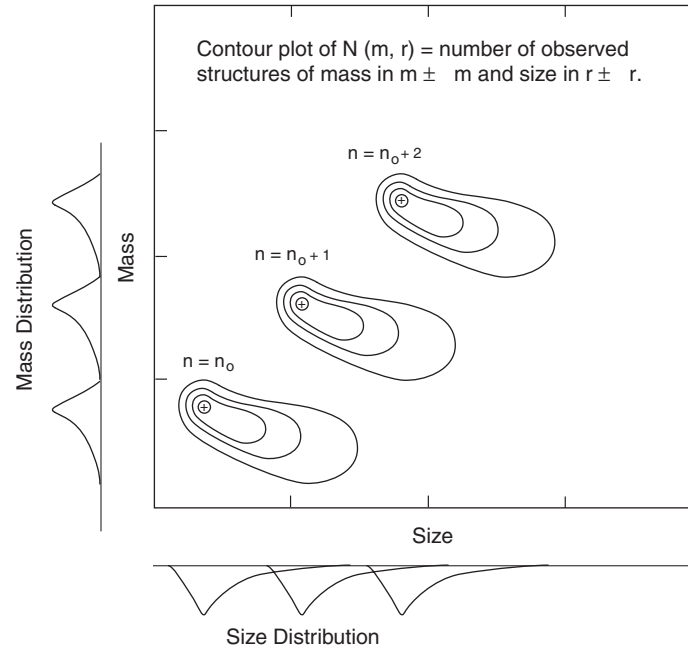 Contour plot of N (m, r) = number of observed
structures of mass in m ± m and size in r ± r.
n = nₒ + 2
n = nₒ + 1
n = nₒ
Mass
Mass Distribution
Size
Size Distribution